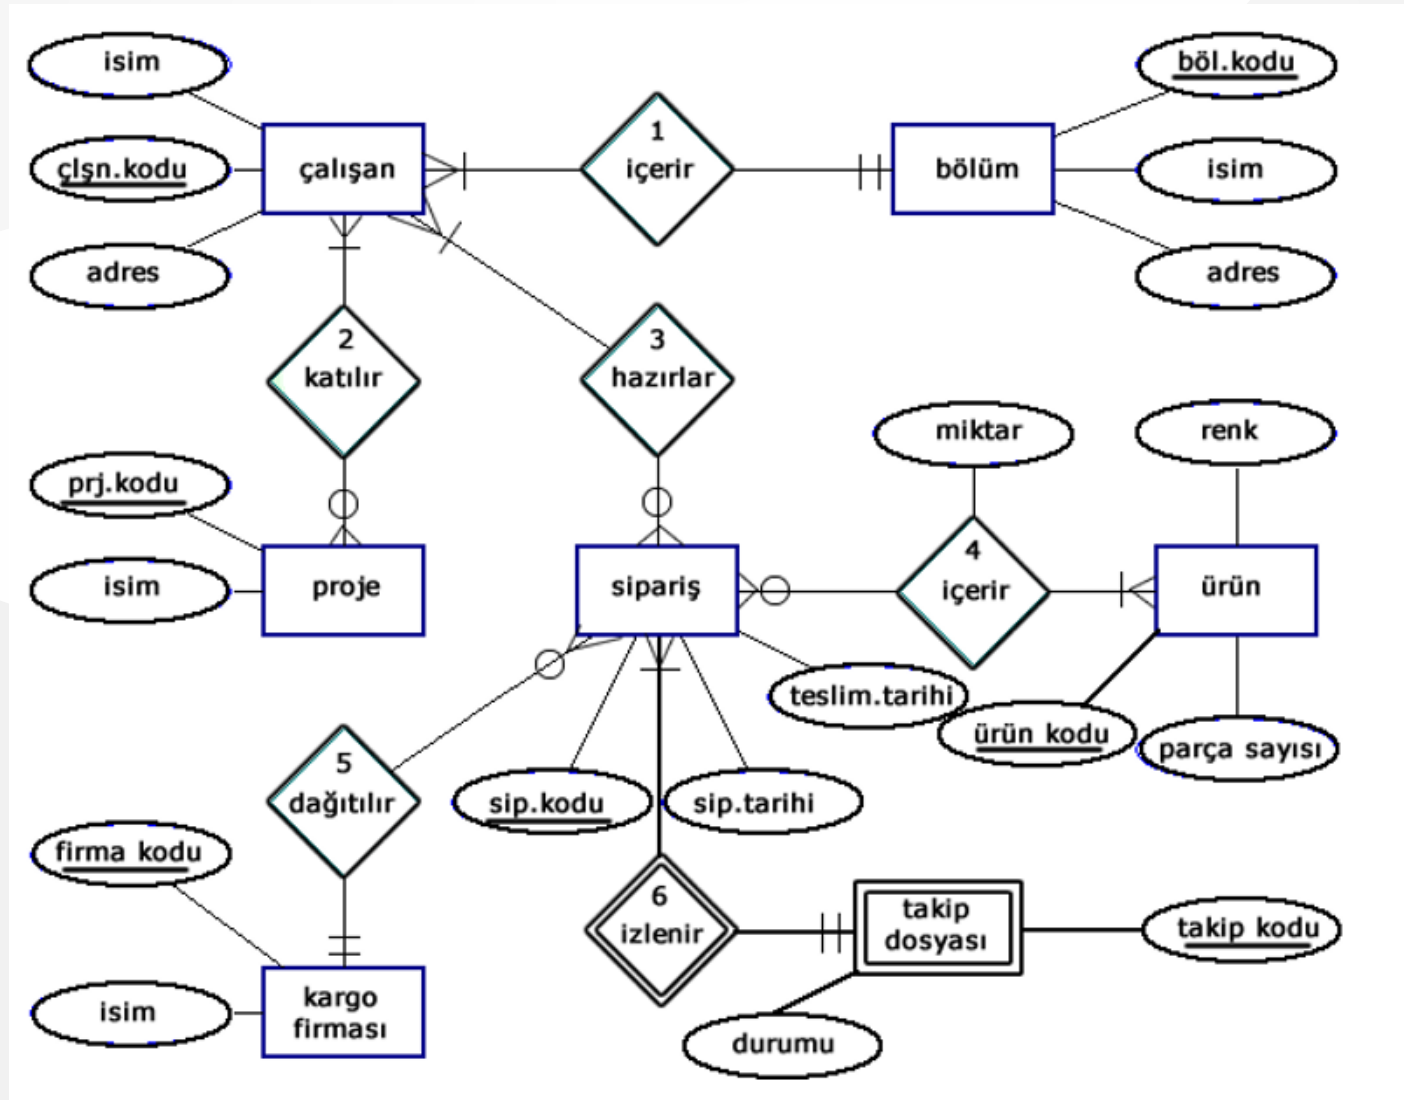 isim
çlşn.kodu
adres
çalışan
1
içerir
bölüm
böl.kodu
isim
adres
2
katılır
3
hazırlar
prj.kodu
isim
proje
sipariş
miktar
4
içerir
renk
ürün
teslim.tarihi
ürün kodu
parça sayısı
5
dağıtılır
sip.kodu
sip.tarihi
firma kodu
isim
kargo
firması
6
izlenir
takip
dosyası
takip kodu
durumu